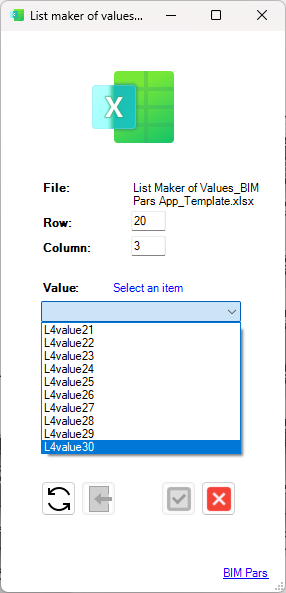 List maker of values...
X
File:
List Maker of Values_BIM
Pars App_Template.xlsx
Row: 20
Column: 3
Value: Select an item
L4value21
L4value22
L4value23
L4value24
L4value25
L4value26
L4value27
L4value28
L4value29
L4value30
BIM Pars